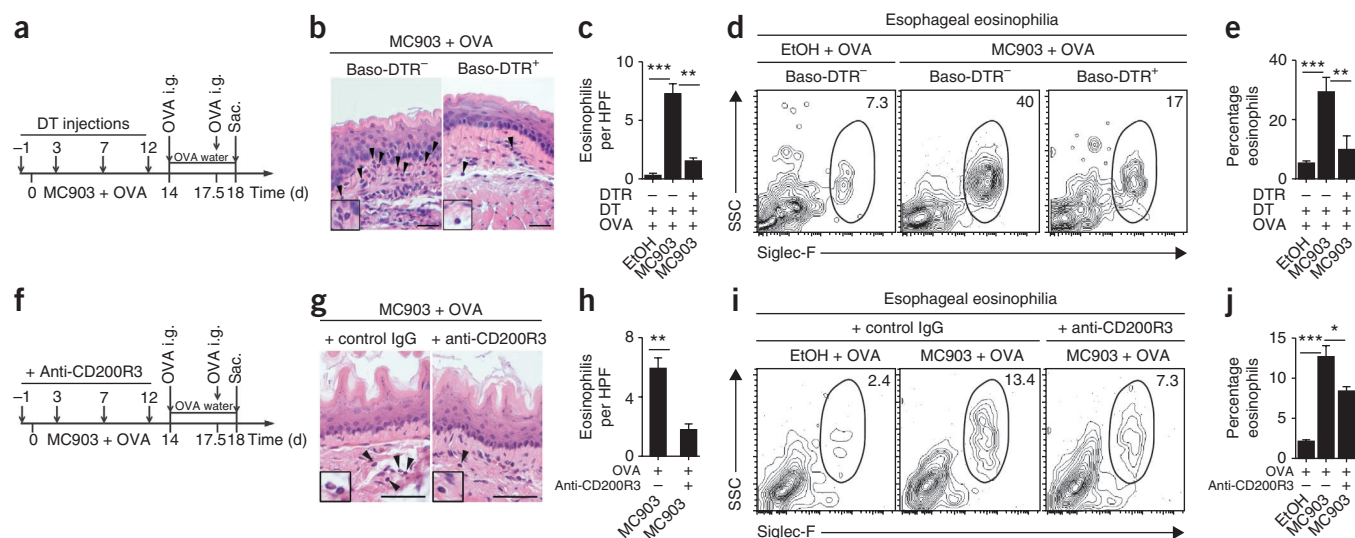 a
DT injections
−1 3 7 12
OVA i.g.
OVA i.g.
Sac.
OVA water
0 MC903 + OVA 14 17.5 18 Time (d)
b
MC903 + OVA
Baso-DTR− Baso-DTR+
c
Eosinophils per HPF
10
5
0
*** **
DTR − − +
DT + + +
OVA + + +
EtOH MC903 MC903
d
Esophageal eosinophilia
EtOH + OVA MC903 + OVA
Baso-DTR− Baso-DTR− Baso-DTR+
7.3 40 17
SSC
Siglec-F
e
Percentage eosinophils
40
20
0
*** **
DTR − − +
DT + + +
OVA + + +
EtOH MC903 MC903
f
+ Anti-CD200R3
−1 3 7 12
OVA i.g.
OVA i.g.
Sac.
OVA water
0 MC903 + OVA 14 17.5 18 Time (d)
g
MC903 + OVA
+ control IgG + anti-CD200R3
h
Eosinophils per HPF
8
4
0
**
OVA + +
Anti-CD200R3 − +
MC903 MC903
i
Esophageal eosinophilia
+ control IgG + anti-CD200R3
EtOH + OVA MC903 + OVA MC903 + OVA
2.4 13.4 7.3
SSC
Siglec-F
j
Percentage eosinophils
15
10
5
0
*** *
OVA + + +
Anti-CD200R3 − − +
EtOH MC903 MC903